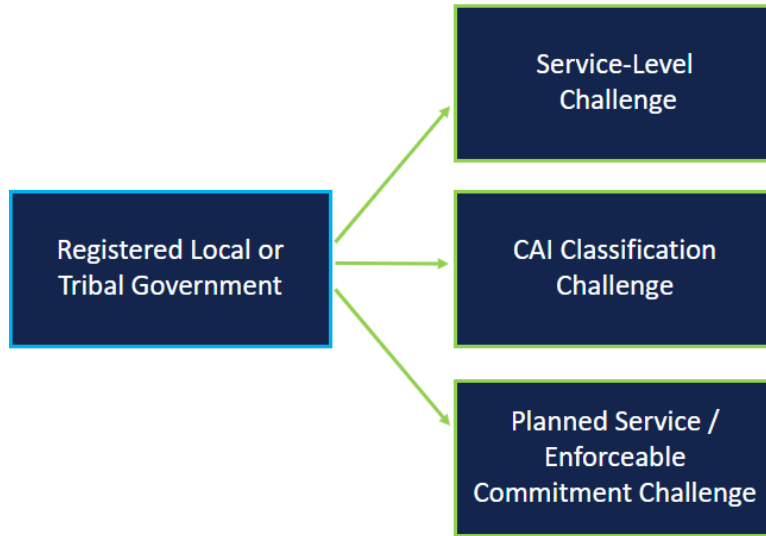 Service-Level
Challenge
Registered Local or
Tribal Government
CAI Classification
Challenge
Planned Service /
Enforceable
Commitment Challenge